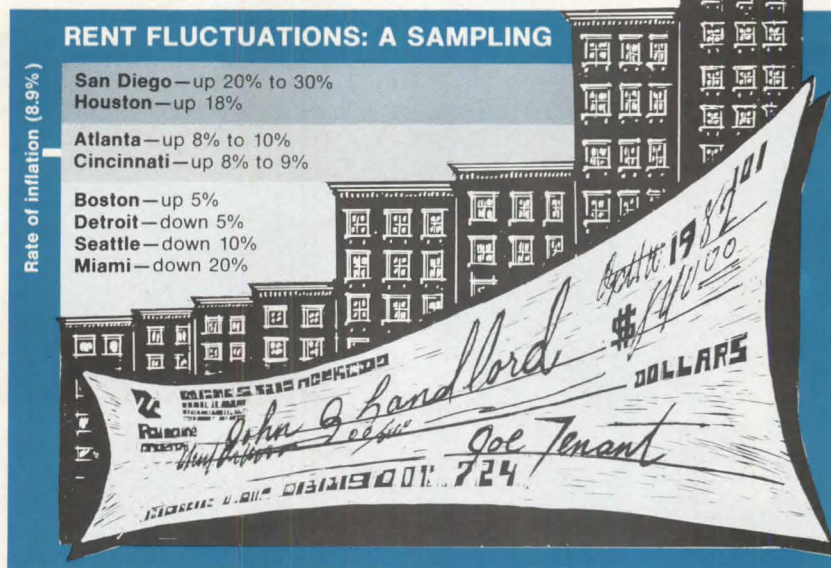 RENT FLUCTUATIONS: A SAMPLING
Rate of inflation (8.9%)
San Diego—up 20% to 30%
Houston—up 18%
Atlanta—up 8% to 10%
Cincinnati—up 8% to 9%
Boston—up 5%
Detroit—down 5%
Seattle—down 10%
Miami—down 20%
101
1982
$
John Q Landlord
DOLLARS
Joe Tenant
724